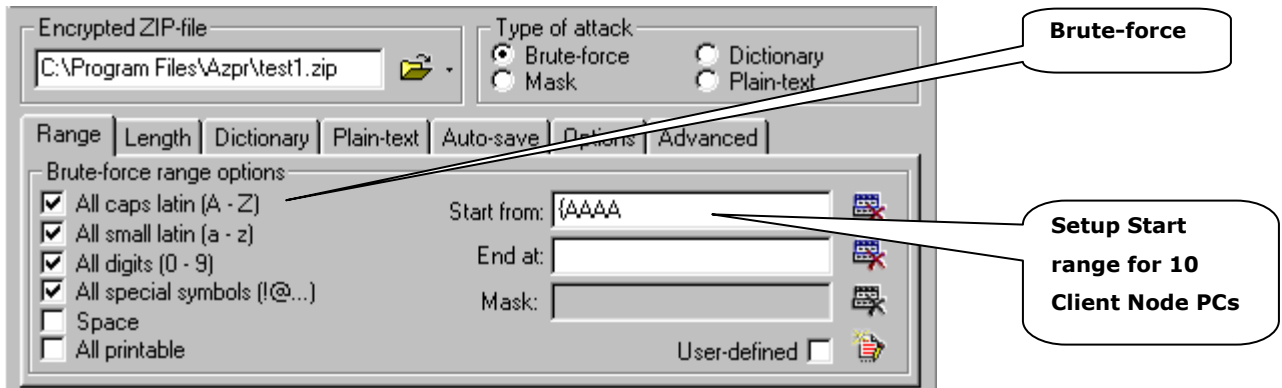 Encrypted ZIP-file
C:\Program Files\Azpr\test1.zip
Type of attack
Brute-force
Dictionary
Mask
Plain-text
Brute-force
Range
Length
Dictionary
Plain-text
Auto-save
Options
Advanced
Brute-force range options
All caps latin (A - Z)
All small latin (a - z)
All digits (0 - 9)
All special symbols (!@...)
Space
All printable
Start from: {AAAA
End at:
Mask:
User-defined
Setup Start
range for 10
Client Node PCs